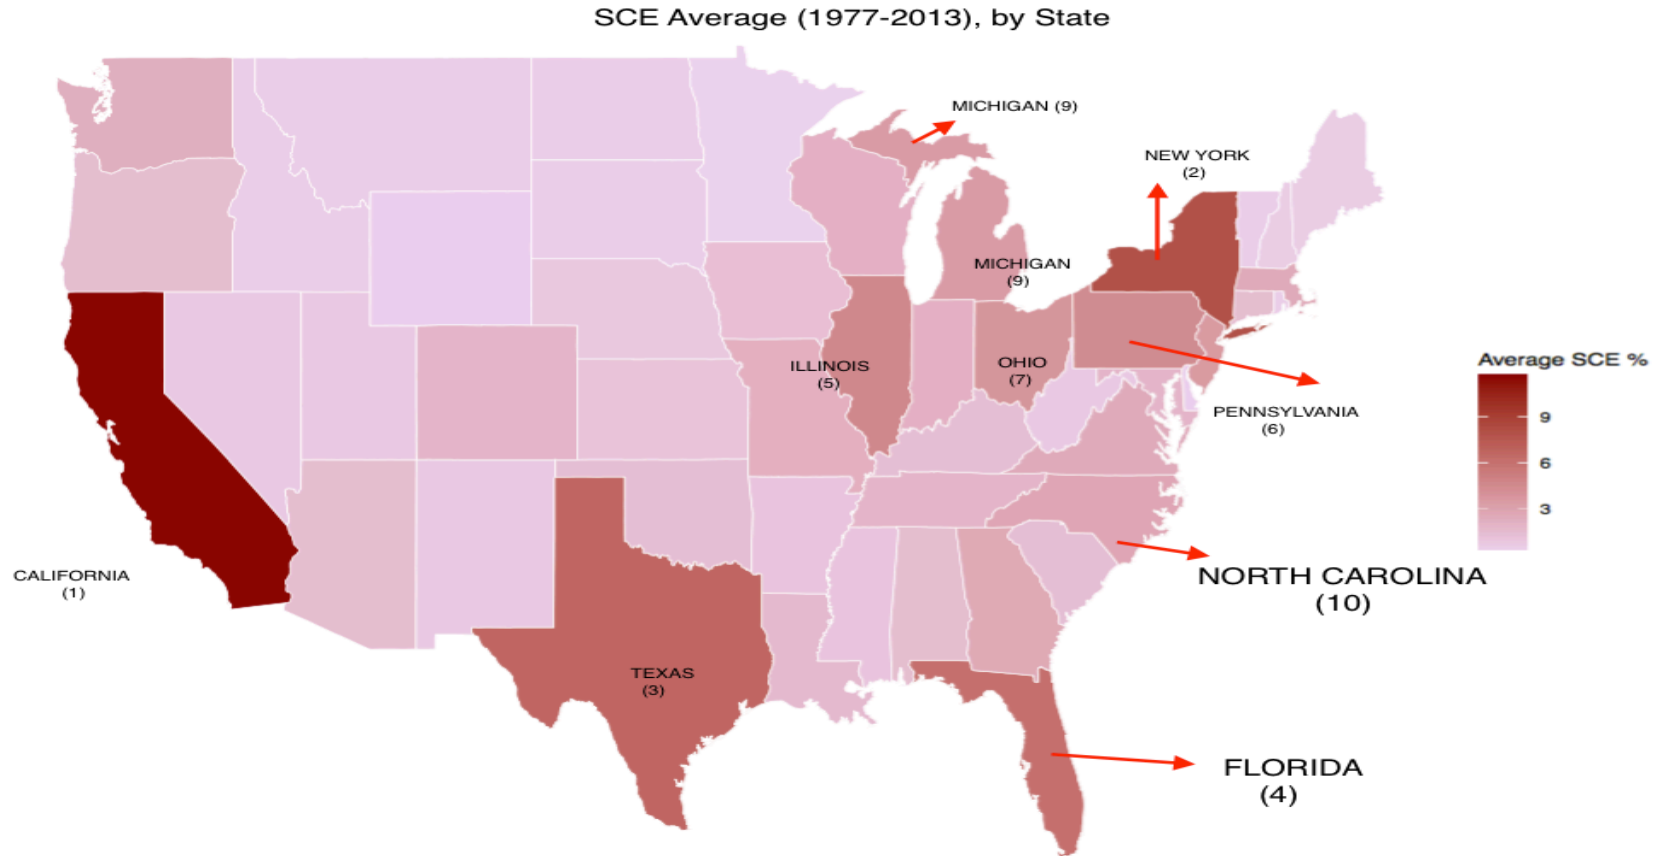 SCE Average (1977-2013), by State
MICHIGAN (9)
NEW YORK
(2)
MICHIGAN
(9)
ILLINOIS
(5)
OHIO
(7)
PENNSYLVANIA
(6)
CALIFORNIA
(1)
NORTH CAROLINA
(10)
TEXAS
(3)
FLORIDA
(4)
Average SCE %
9
6
3